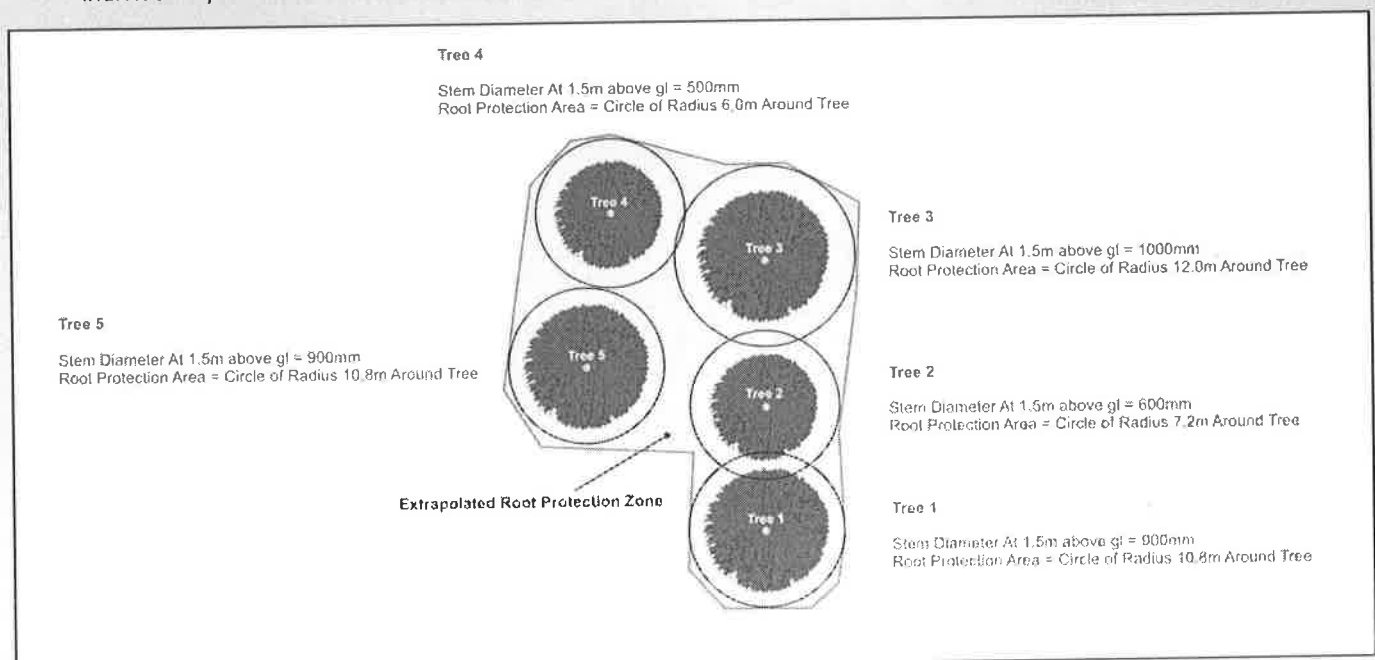 Tree 4
Stem Diameter At 1.5m above gl = 500mm
Root Protection Area = Circle of Radius 6.0m Around Tree
Tree 4
Tree 3
Tree 3
Stem Diameter At 1.5m above gl = 1000mm
Root Protection Area = Circle of Radius 12.0m Around Tree
Tree 5
Stem Diameter At 1.5m above gl = 900mm
Root Protection Area = Circle of Radius 10.8m Around Tree
Tree 5
Tree 2
Tree 2
Stem Diameter At 1.5m above gl = 600mm
Root Protection Area = Circle of Radius 7.2m Around Tree
Extrapolated Root Protection Zone
Tree 1
Tree 1
Stem Diameter At 1.5m above gl = 900mm
Root Protection Area = Circle of Radius 10.8m Around Tree